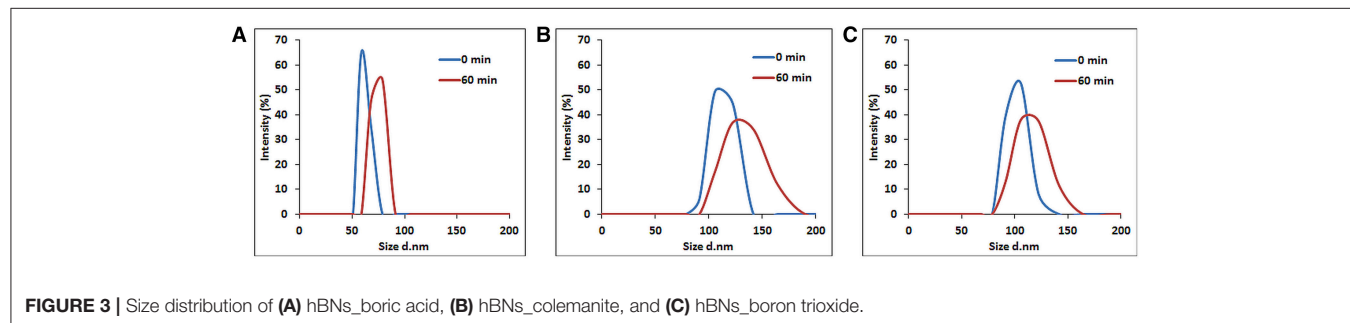 A
70
60
50
40
30
20
10
0
Intensity (%)
0 min
60 min
0 50 100 150 200
Size d.nm
B
70
60
50
40
30
20
10
0
Intensity (%)
0 min
60 min
0 50 100 150 200
Size d.nm
C
70
60
50
40
30
20
10
0
Intensity (%)
0 min
60 min
0 50 100 150 200
Size d.nm
FIGURE 3 | Size distribution of (A) hBNs_boric acid, (B) hBNs_colemanite, and (C) hBNs_boron trioxide.